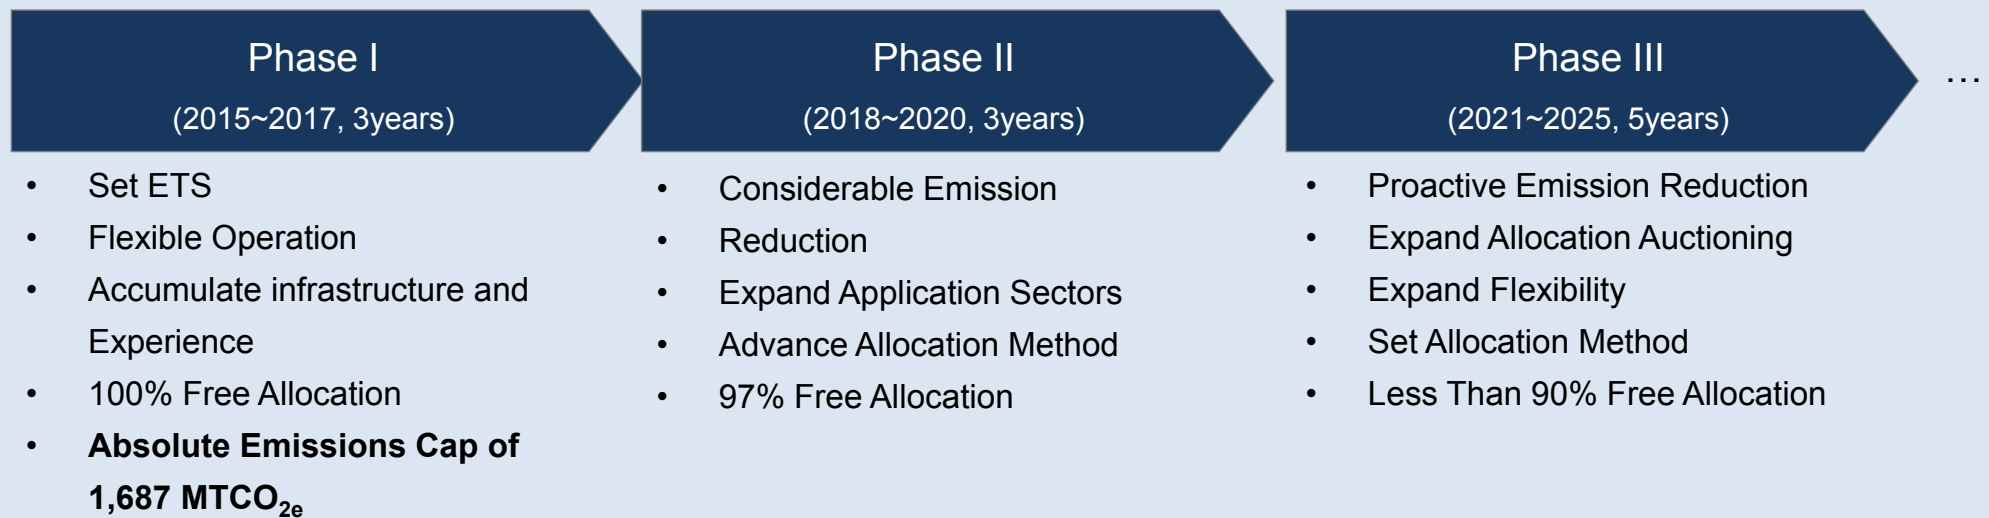 Phase I
(2015~2017, 3years)
• Set ETS
• Flexible Operation
• Accumulate infrastructure and
Experience
• 100% Free Allocation
• Absolute Emissions Cap of
1,687 MTCO2e
Phase II
(2018~2020, 3years)
• Considerable Emission
• Reduction
• Expand Application Sectors
• Advance Allocation Method
• 97% Free Allocation
Phase III
(2021~2025, 5years)
• Proactive Emission Reduction
• Expand Allocation Auctioning
• Expand Flexibility
• Set Allocation Method
• Less Than 90% Free Allocation
…